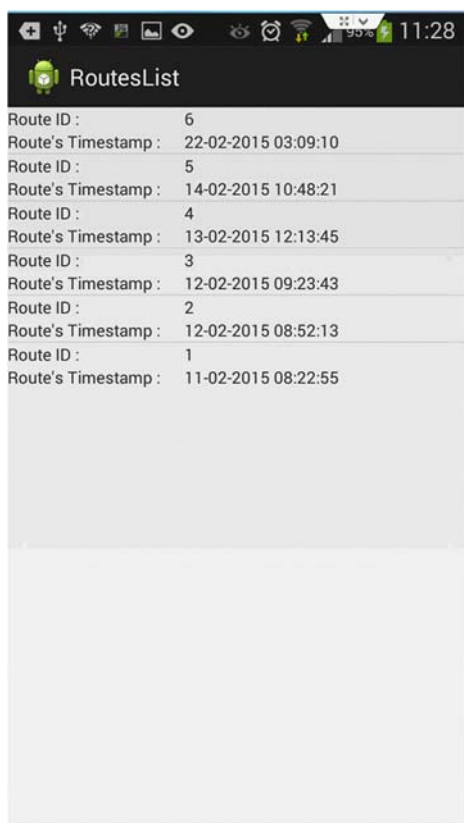 95% 11:28
RoutesList
Route ID : 6
Route's Timestamp : 22-02-2015 03:09:10
Route ID : 5
Route's Timestamp : 14-02-2015 10:48:21
Route ID : 4
Route's Timestamp : 13-02-2015 12:13:45
Route ID : 3
Route's Timestamp : 12-02-2015 09:23:43
Route ID : 2
Route's Timestamp : 12-02-2015 08:52:13
Route ID : 1
Route's Timestamp : 11-02-2015 08:22:55